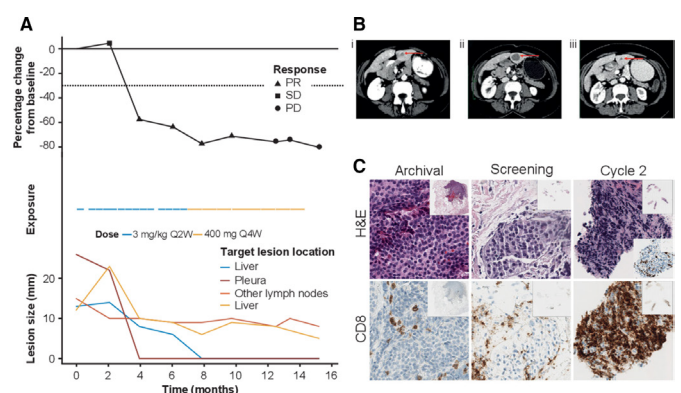 A
Percentage change
from baseline
0
-20
-40
-60
-80
Response
PR
SD
PD
Exposure
Dose 3 mg/kg Q2W 400 mg Q4W
Target lesion location
Liver
Pleura
Other lymph nodes
Liver
Lesion size (mm)
30
20
10
0
0 2 4 6 8 10 12 14 16
Time (months)
B
i ii iii
C
Archival Screening Cycle 2
H&E
CD8